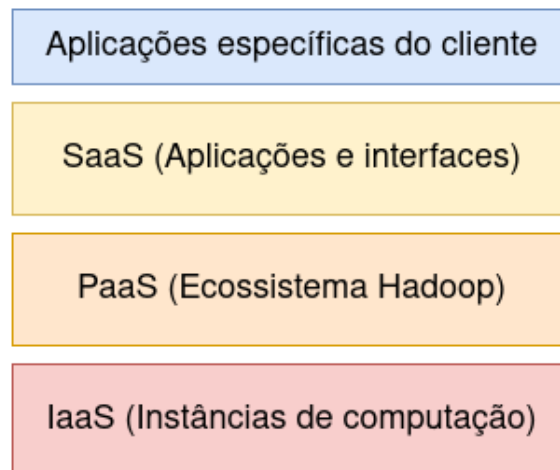 Aplicações específicas do cliente
SaaS (Aplicações e interfaces)
PaaS (Ecossistema Hadoop)
IaaS (Instâncias de computação)